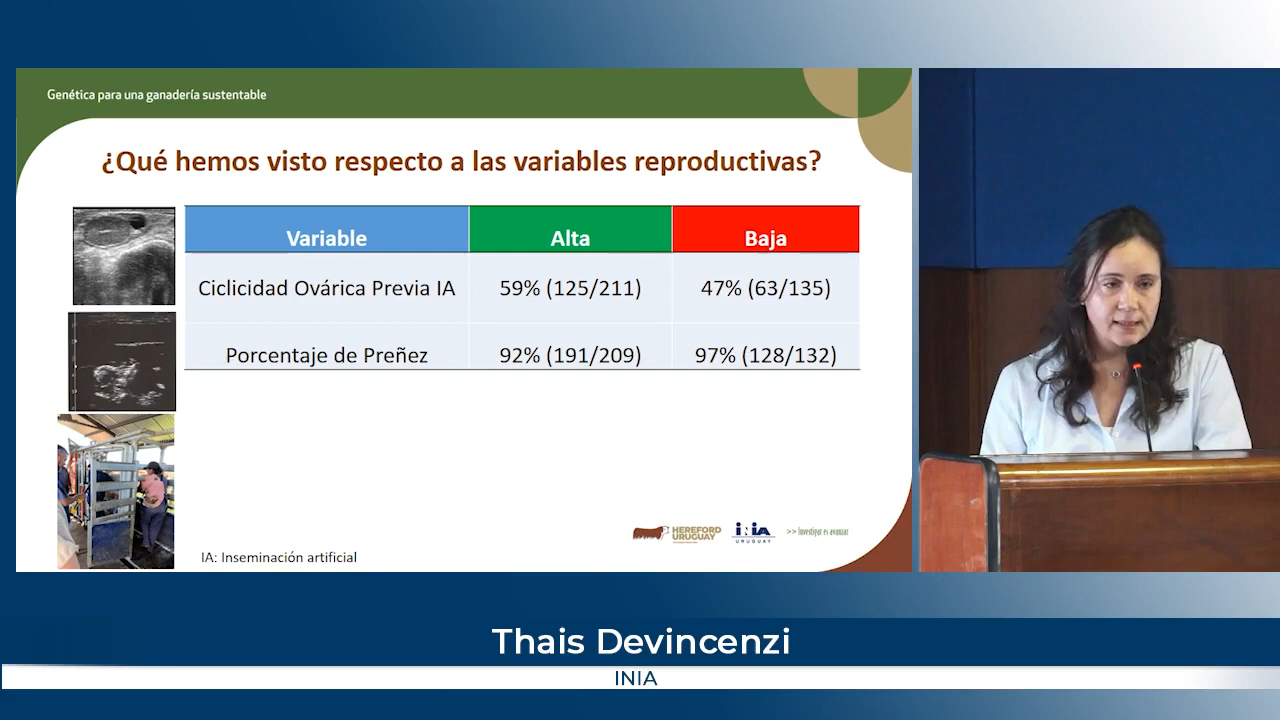 Genética para una ganadería sustentable
¿Qué hemos visto respecto a las variables reproductivas?
Variable Alta Baja
Ciclicidad Ovárica Previa IA 59% (125/211) 47% (63/135)
Porcentaje de Preñez 92% (191/209) 97% (128/132)
HEREFORD
URUGUAY
INIA
URUGUAY
>> Investigar es avanzar
IA: Inseminación artificial
Thais Devincenzi
INIA